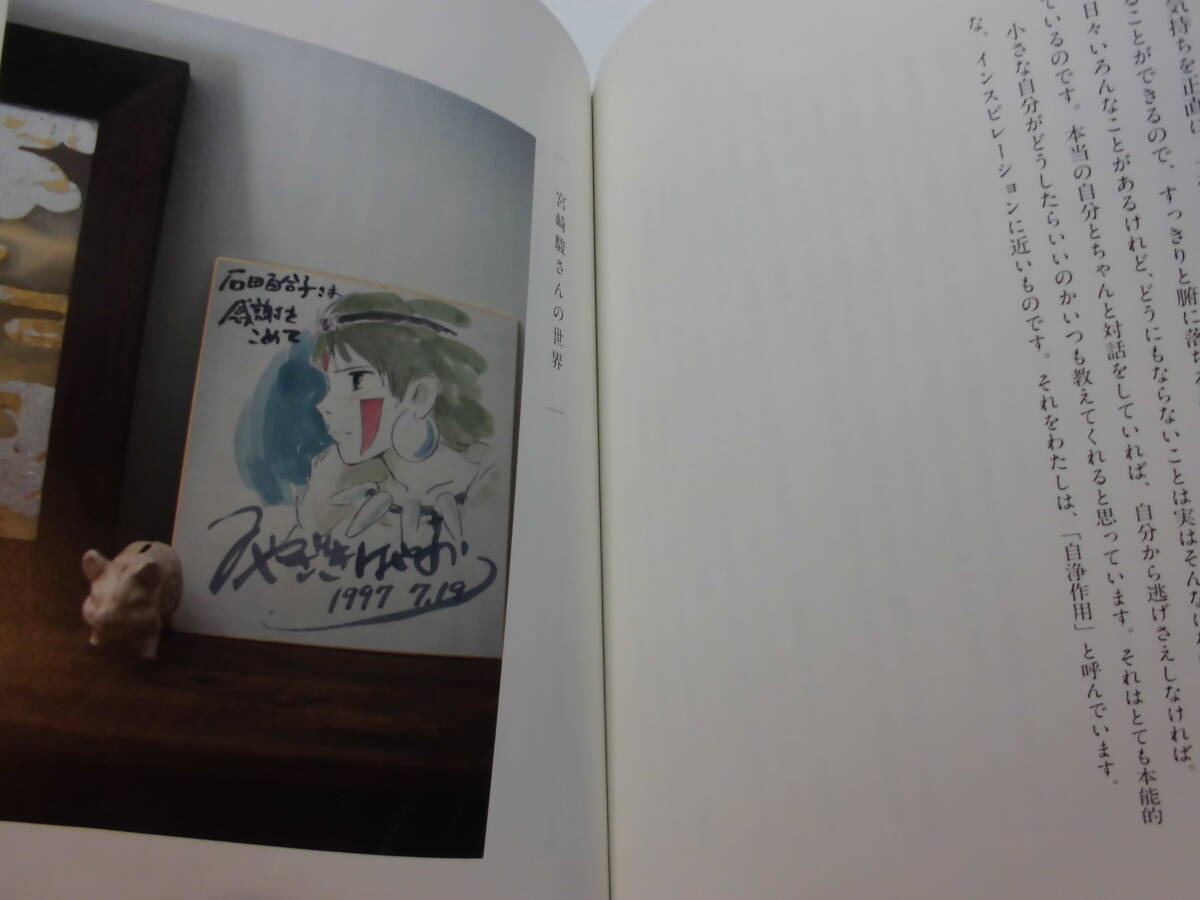 気持ちを正直に
ることができるので、すっきりと腑に落ちる
日々いろんなことがあるけれど、どうにもならないことは実はそんなに
ているのです。本当の自分とちゃんと対話をしていれば、自分から逃げさえしなければ。
小さな自分がどうしたらいいのかいつも教えてくれると思っています。それはとても本能的
な、インスピレーションに近いものです。それをわたしは、「自浄作用」と呼んでいます。
宮崎駿さんの世界
石田百合子さま
感謝を
こめて
みやざきはやお
1997 7.19